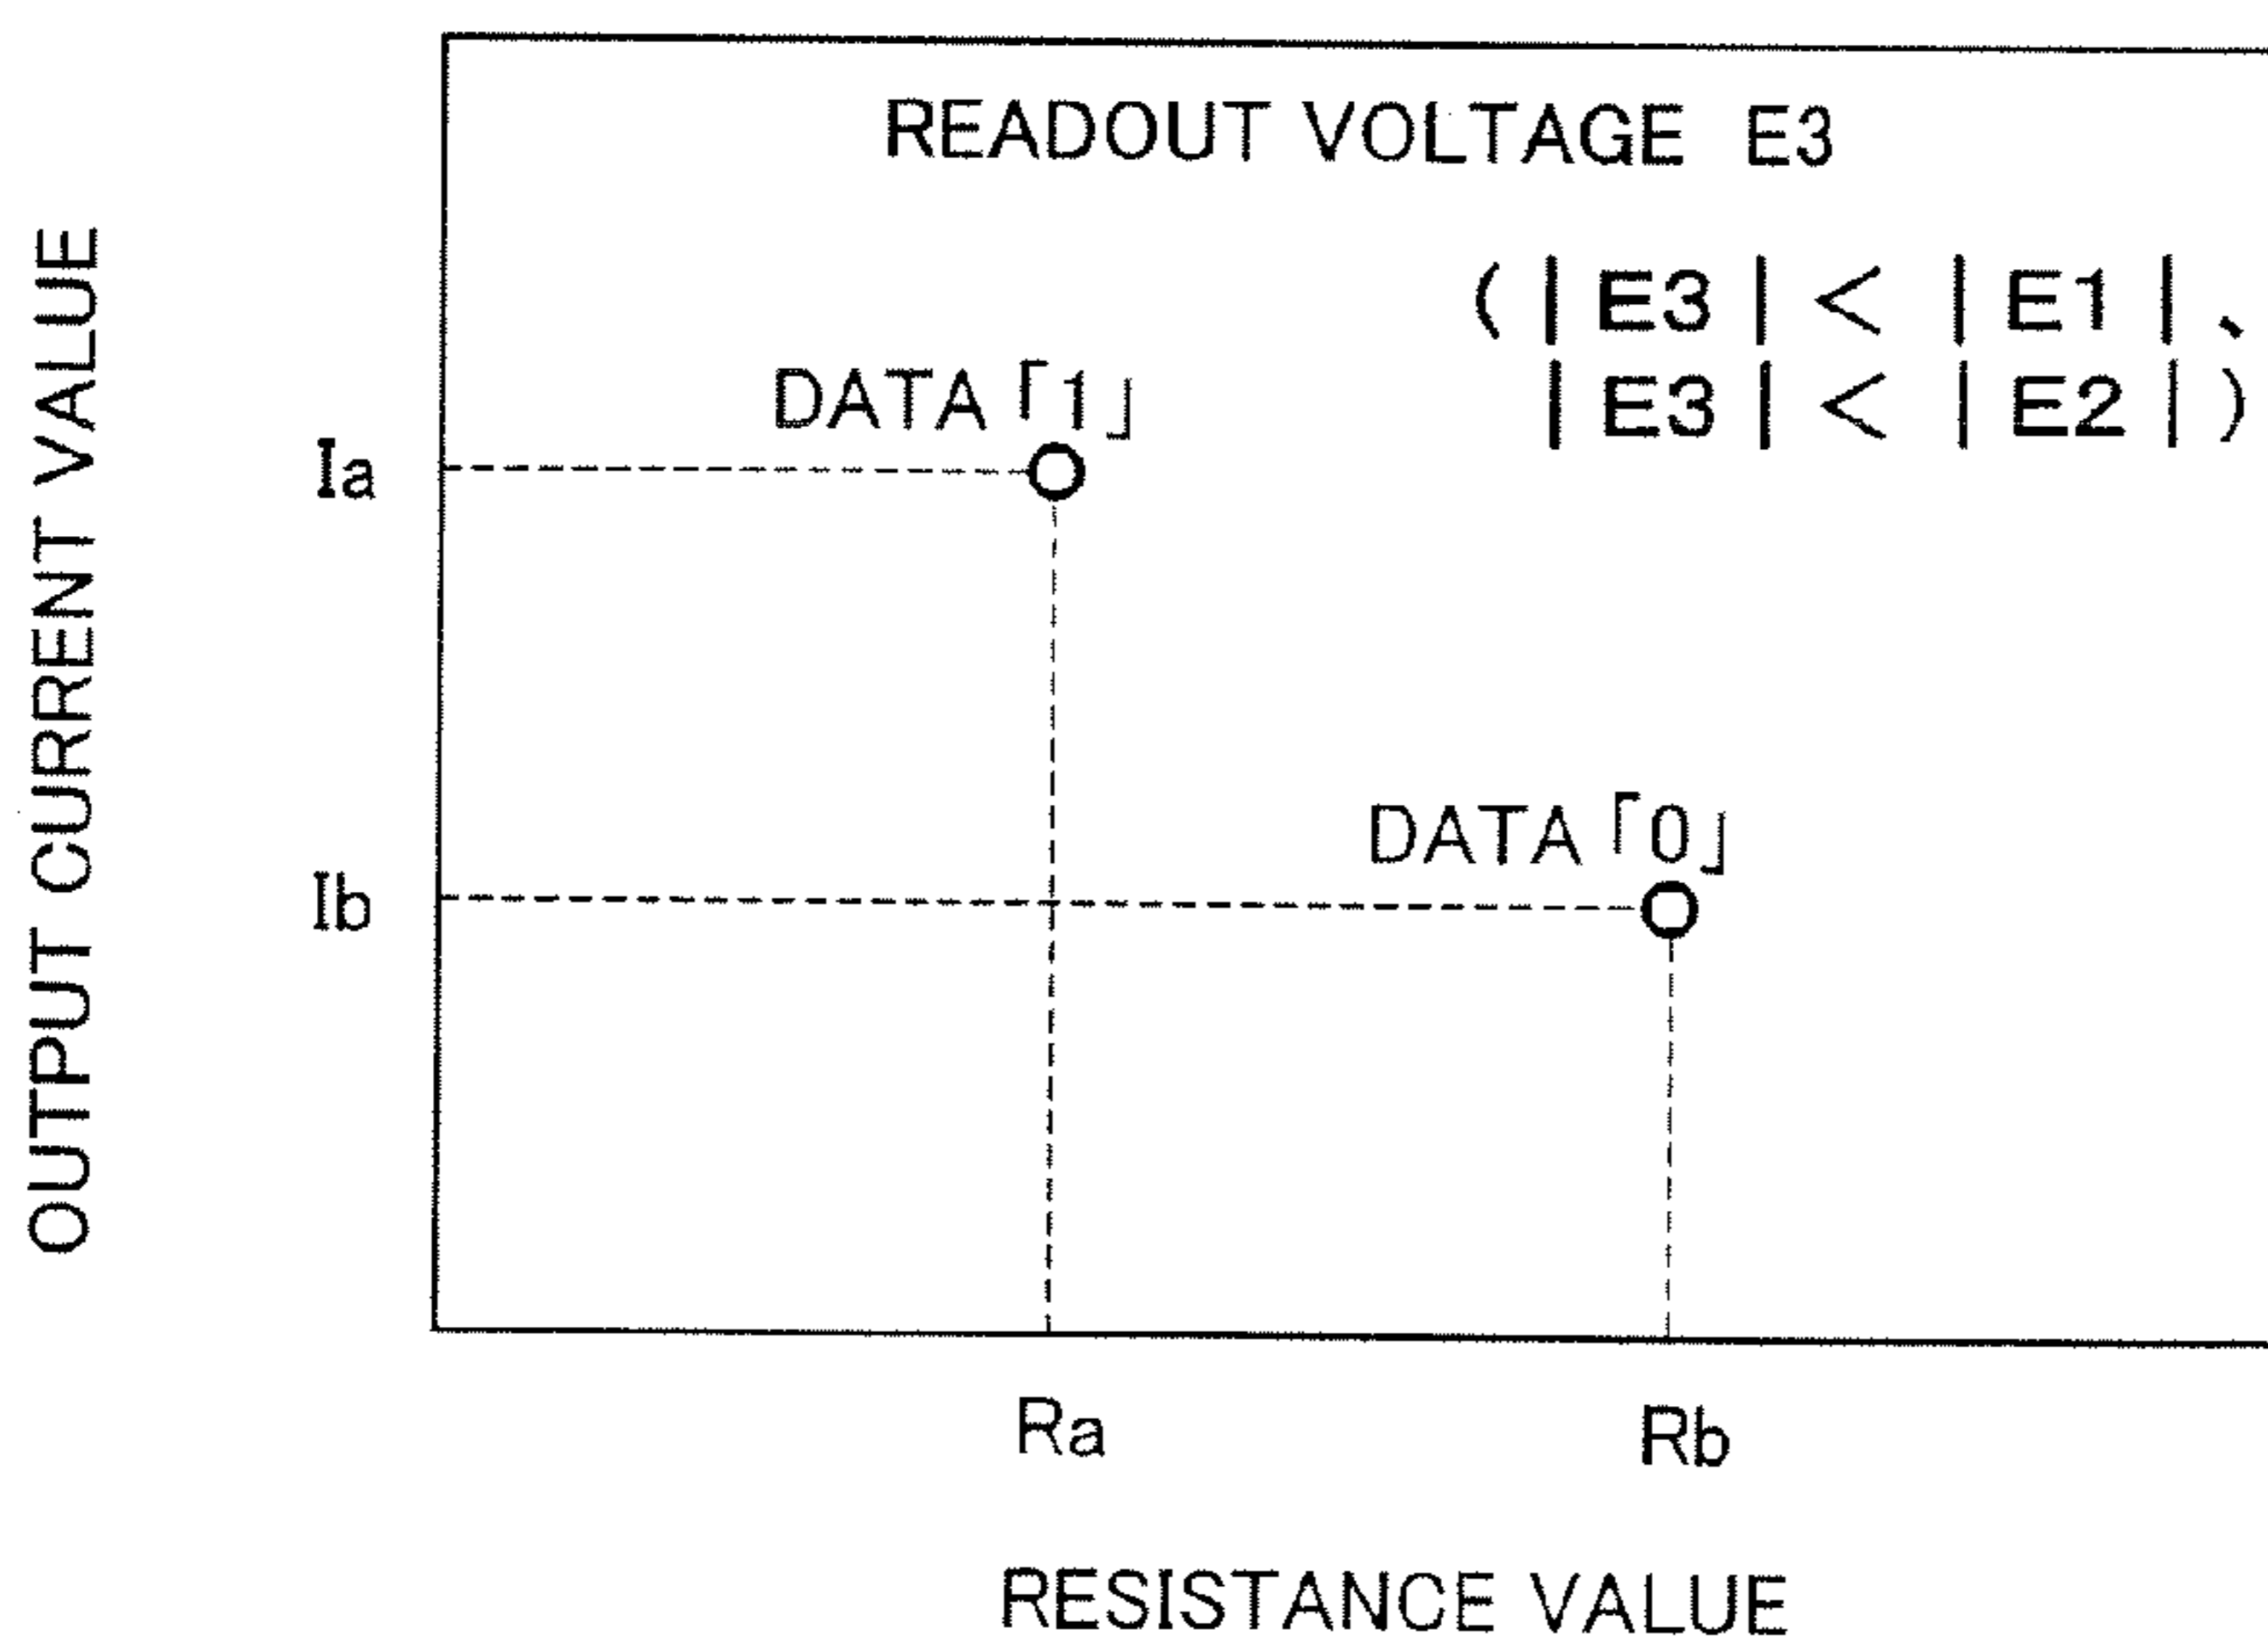 READOUT VOLTAGE E3
(|E3|<|E1|、
|E3|<|E2|)
DATA「1」
Ia
DATA「0」
Ib
OUTPUT CURRENT VALUE
Ra
Rb
RESISTANCE VALUE